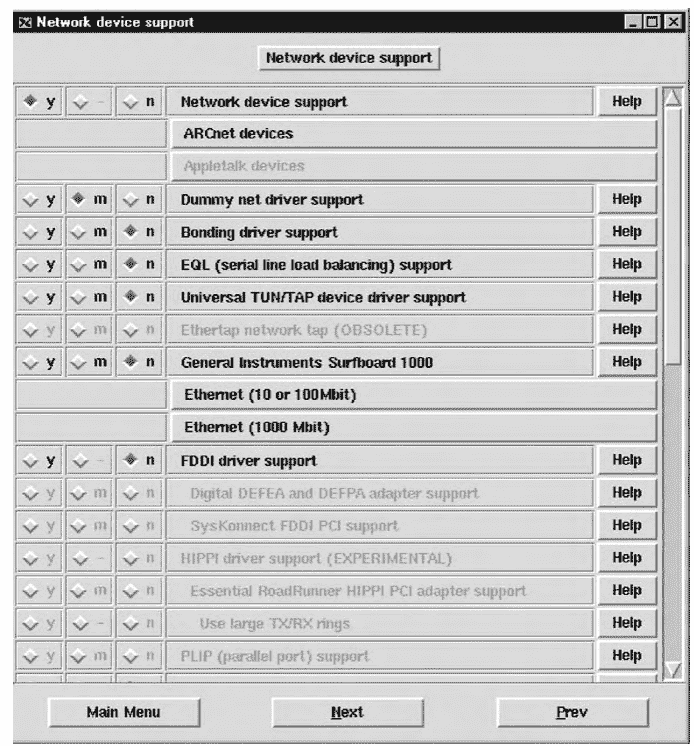 Network device support
Network device support
y - n Network device support Help
ARCnet devices
Appletalk devices
y m n Dummy net driver support Help
y m n Bonding driver support Help
y m n EQL (serial line load balancing) support Help
y m n Universal TUN/TAP device driver support Help
y m n Ethertap network tap (OBSOLETE) Help
y m n General Instruments Surfboard 1000 Help
Ethernet (10 or 100Mbit)
Ethernet (1000 Mbit)
y - n FDDI driver support Help
y m n Digital DEFEA and DEFPA adapter support Help
y m n SysKonnect FDDI PCI support Help
y - n HIPPI driver support (EXPERIMENTAL) Help
y m n Essential RoadRunner HIPPI PCI adapter support Help
y - n Use large TX/RX rings Help
y m n PLIP (parallel port) support Help
Main Menu Next Prev